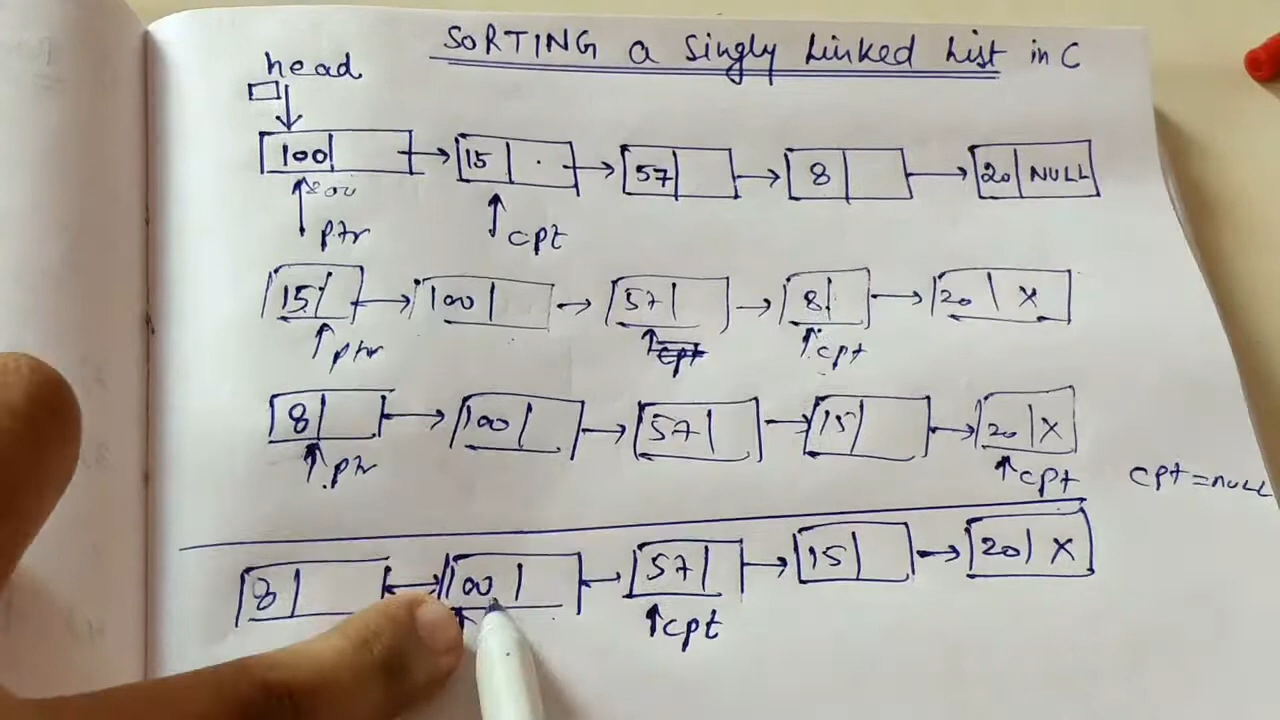 SORTING a Singly Linked List in C
head
100 15 57 8 20 NULL
ptr cpt
15 100 57 8 20 X
ptr cpt cpt
8 100 57 15 20 X
ptr cpt cpt=null
8 100 57 15 20 X
cpt